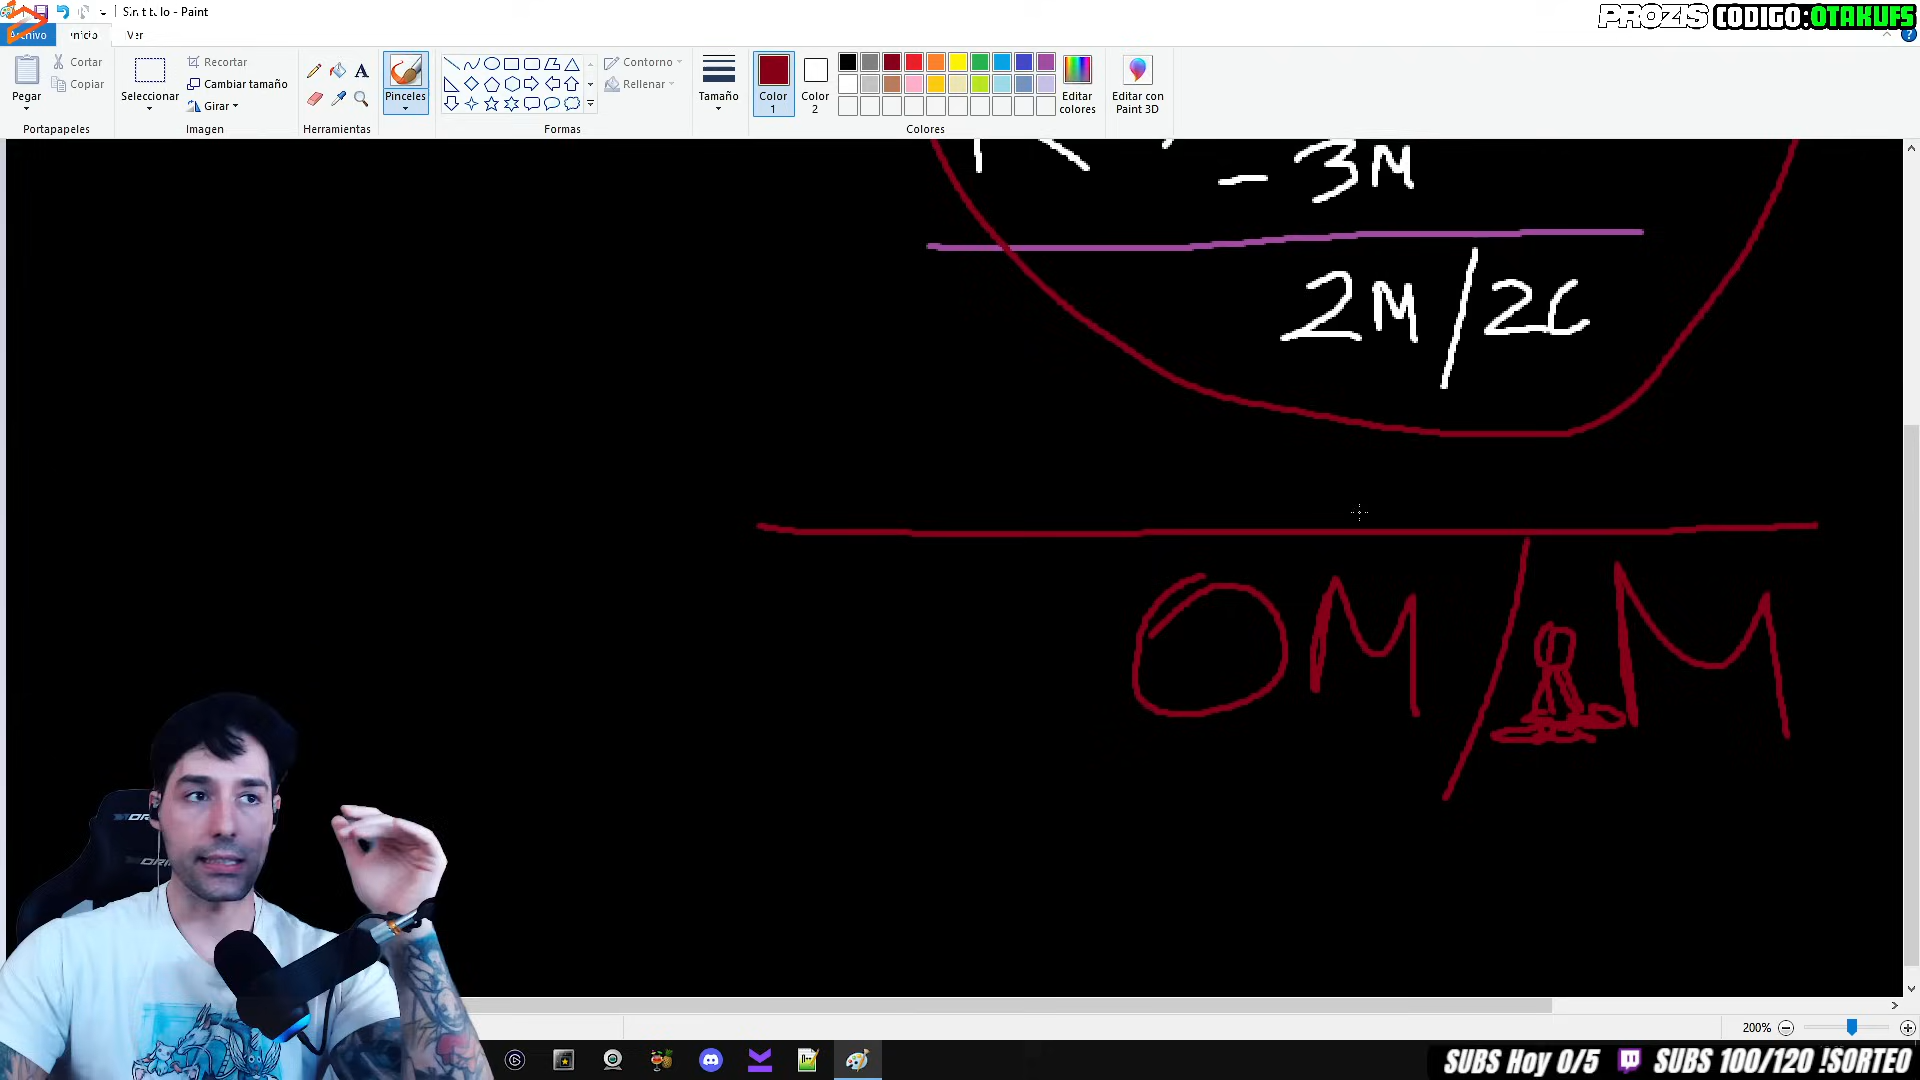 Sin título - Paint
PROZIS CODIGO:OTAKUFS
Archivo Inicio Ver
Pegar
Cortar
Copiar
Portapapeles
Seleccionar
Recortar
Cambiar tamaño
Girar
Imagen
Herramientas
Pinceles
Contorno
Rellenar
Formas
Tamaño
Color 1
Color 2
Editar colores
Editar con Paint 3D
Colores
- 3M
2M/2C
OM/ M
200%
SUBS Hoy 0/5 SUBS 100/120 !SORTEO